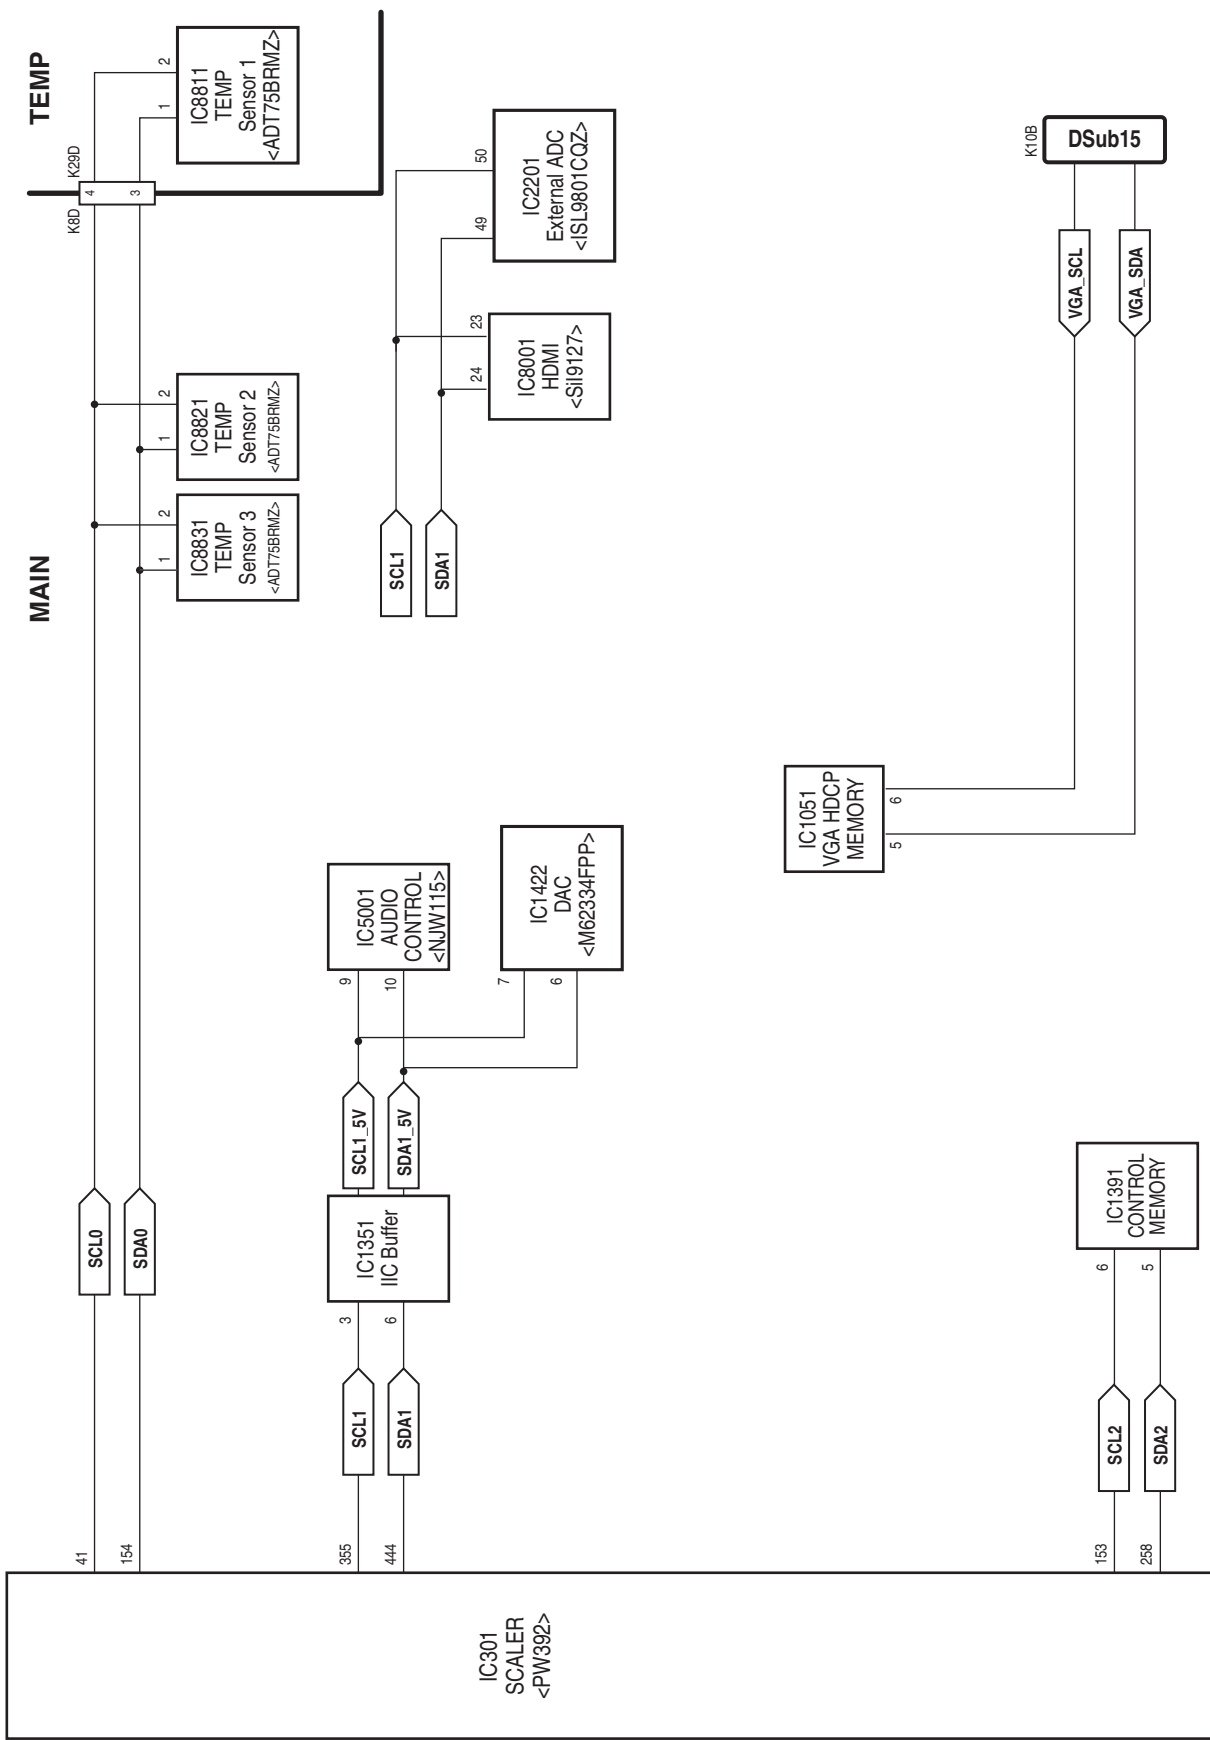 MAIN
TEMP
IC301
SCALER
<PW392>
41
154
355
444
153
258
SCL0
SDA0
SCL1
SDA1
3
6
IC1351
IIC Buffer
SCL1_5V
SDA1_5V
9
10
IC5001
AUDIO
CONTROL
<NJW115>
7
6
IC1422
DAC
<M62334FPP>
SCL2
SDA2
6
5
IC1391
CONTROL
MEMORY
1
2
IC8831
TEMP
Sensor 3
<ADT75BRMZ>
1
2
IC8821
TEMP
Sensor 2
<ADT75BRMZ>
K8D
K29D
4
3
1
2
IC8811
TEMP
Sensor 1
<ADT75BRMZ>
SCL1
SDA1
24
23
IC8001
HDMI
<SiI9127>
49
50
IC2201
External ADC
<ISL9801CQZ>
IC1051
VGA HDCP
MEMORY
5
6
VGA_SCL
VGA_SDA
K10B
DSub15